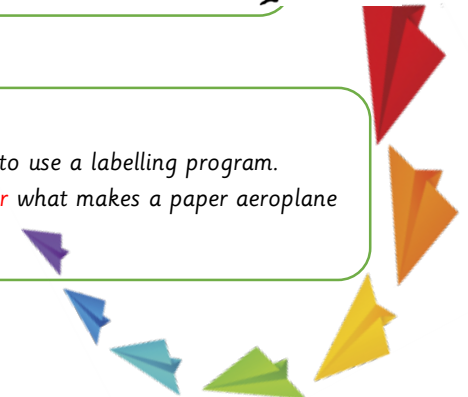 to use a labelling program.
what makes a paper aeroplane